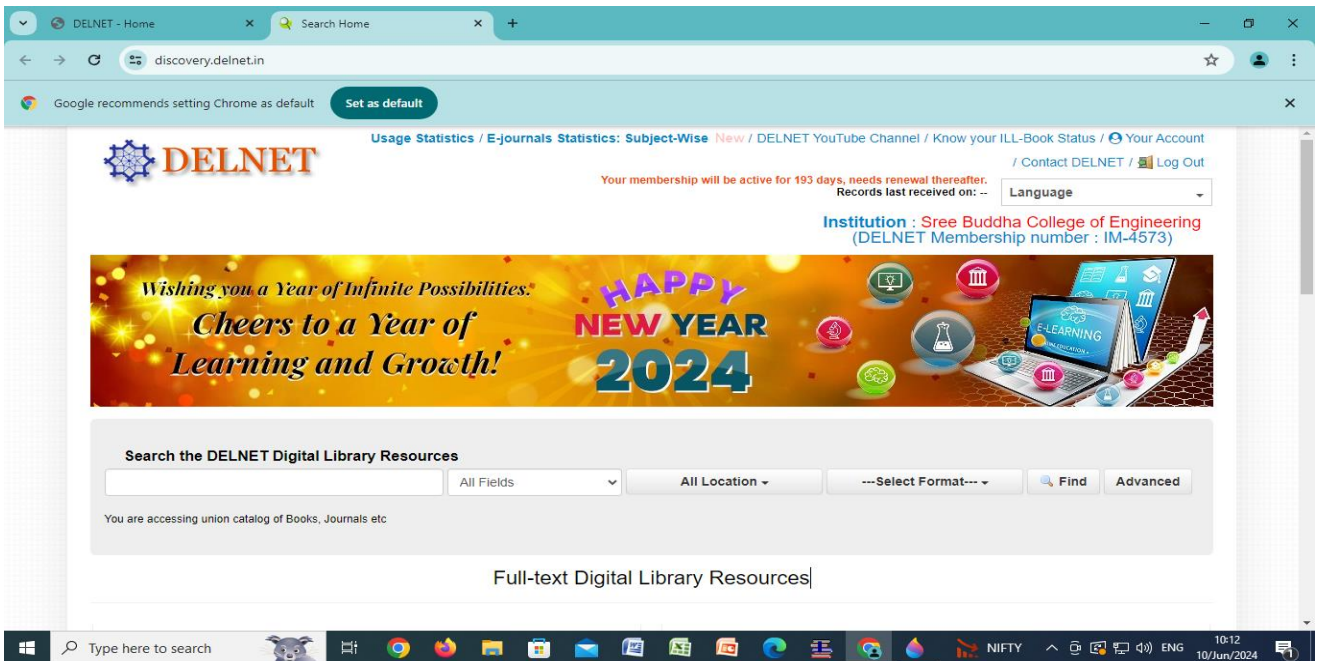 DELNET - Home
Search Home
discovery.delnet.in
Google recommends setting Chrome as default
Set as default
DELNET
Usage Statistics / E-journals Statistics: Subject-Wise New / DELNET YouTube Channel / Know your ILL-Book Status / Your Account
/ Contact DELNET / Log Out
Your membership will be active for 193 days, needs renewal thereafter.
Records last received on: --
Language
Institution : Sree Buddha College of Engineering
(DELNET Membership number : IM-4573)
Wishing you a Year of Infinite Possibilities.
Cheers to a Year of
Learning and Growth!
HAPPY
NEW YEAR
2024
E-LEARNING
Search the DELNET Digital Library Resources
All Fields
All Location
---Select Format---
Find
Advanced
You are accessing union catalog of Books, Journals etc
Full-text Digital Library Resources
Type here to search
NIFTY
ENG
10:12
10/Jun/2024